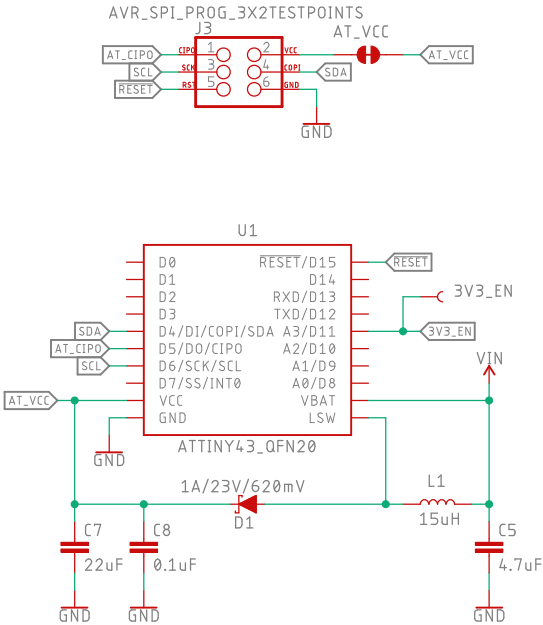 AVR_SPI_PROG_3X2TESTPOINTS
J3
AT_VCC
AT_CIPO CIPO 1 2 VCC AT_VCC
SCL SCK 3 4 COPI SDA
RESET RST 5 6 GND
GND
U1
D0 RESET/D15 RESET
D1 D14
D2 RXD/D13 3V3_EN
D3 TXD/D12
SDA D4/DI/COPI/SDA A3/D11 3V3_EN
AT_CIPO D5/DO/CIPO A2/D10
SCL D6/SCK/SCL A1/D9 VIN
D7/SS/INT0 A0/D8
AT_VCC VCC VBAT
GND LSW
ATTINY43_QFN20
GND
1A/23V/620mV L1
D1 15uH
C7 C8 C5
22uF 0.1uF 4.7uF
GND GND GND